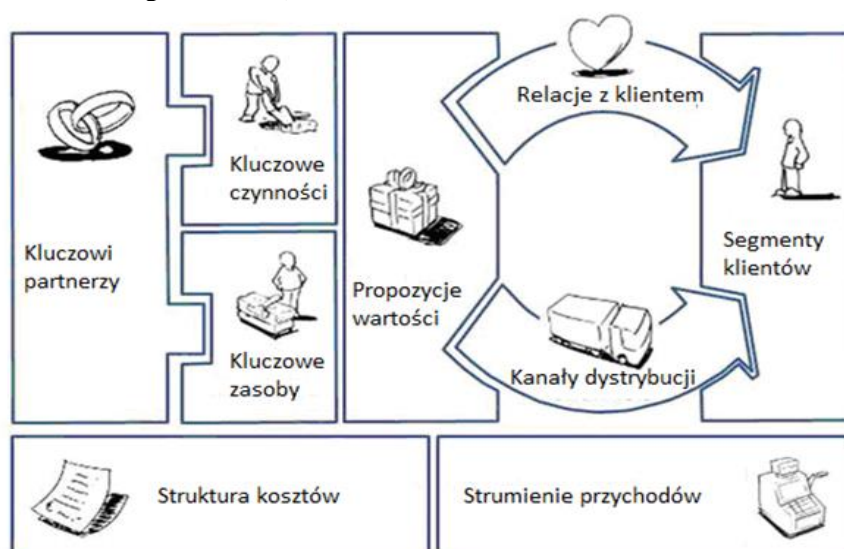 Kluczowi
partnerzy
Kluczowe
czynności
Kluczowe
zasoby
Propozycje
wartości
Relacje z klientem
Kanały dystrybucji
Segmenty
klientów
Struktura kosztów
Strumienie przychodów